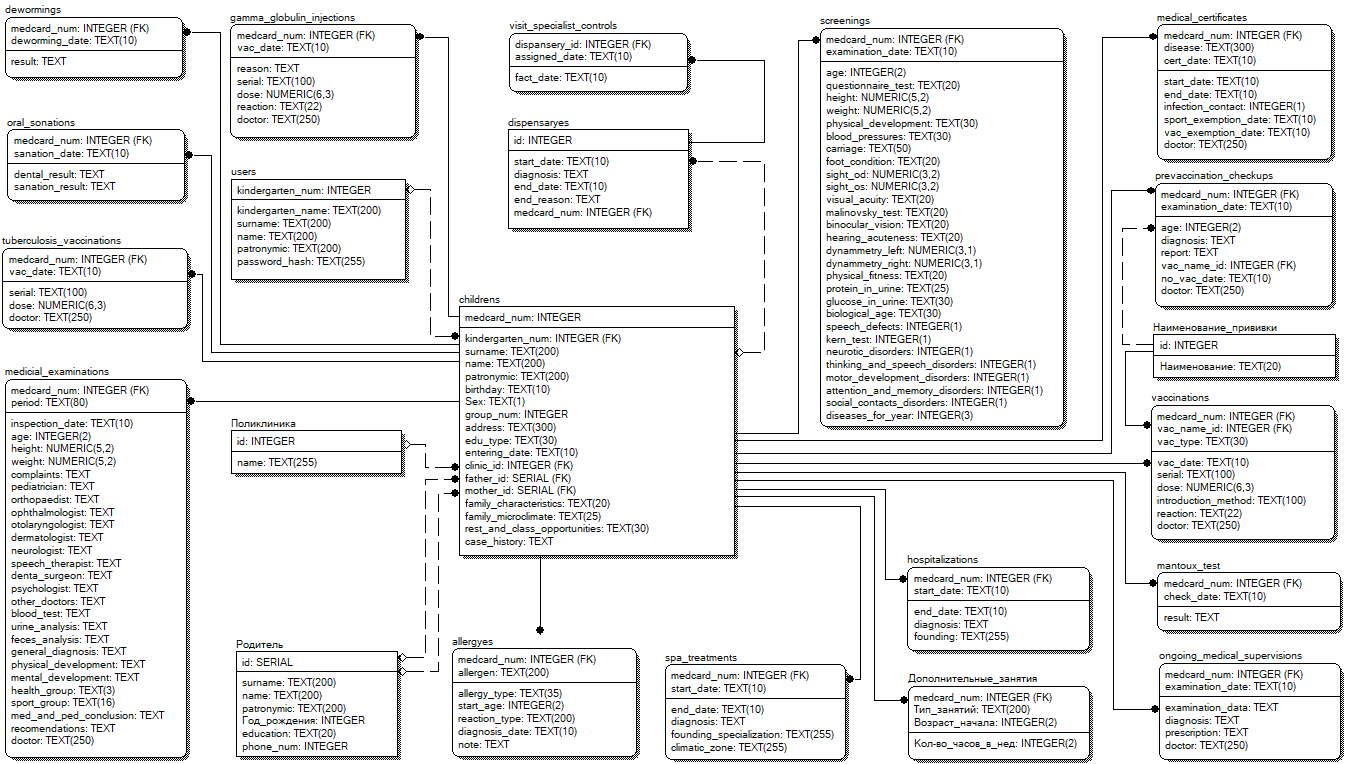 dewormings
medcard_num: INTEGER (FK)
deworming_date: TEXT(10)
result: TEXT
gamma_globulin_injections
medcard_num: INTEGER (FK)
vac_date: TEXT(10)
reason: TEXT
serial: TEXT(100)
dose: NUMERIC(6,3)
reaction: TEXT(22)
doctor: TEXT(250)
visit_specialist_controls
dispansery_id: INTEGER (FK)
assigned_date: TEXT(10)
fact_date: TEXT(10)
screenings
medcard_num: INTEGER (FK)
examination_date: TEXT(10)
age: INTEGER(2)
questionnaire_test: TEXT(20)
height: NUMERIC(5,2)
weight: NUMERIC(5,2)
physical_development: TEXT(30)
blood_pressures: TEXT(30)
carriage: TEXT(50)
foot_condition: TEXT(20)
sight_od: NUMERIC(3,2)
sight_os: NUMERIC(3,2)
visual_acuity: TEXT(20)
malinovsky_test: TEXT(20)
binocular_vision: TEXT(20)
hearing_acuteness: TEXT(20)
dynammetry_left: NUMERIC(3,1)
dynammetry_right: NUMERIC(3,1)
physical_fitness: TEXT(20)
protein_in_urine: TEXT(25)
glucose_in_urine: TEXT(30)
biological_age: TEXT(30)
speech_defects: INTEGER(1)
kern_test: INTEGER(1)
neurotic_disorders: INTEGER(1)
thinking_and_speech_disorders: INTEGER(1)
motor_development_disorders: INTEGER(1)
attention_and_memory_disorders: INTEGER(1)
social_contacts_disorders: INTEGER(1)
diseases_for_year: INTEGER(3)
medical_certificates
medcard_num: INTEGER (FK)
disease: TEXT(300)
cert_date: TEXT(10)
start_date: TEXT(10)
end_date: TEXT(10)
infection_contact: INTEGER(1)
sport_exemption_date: TEXT(10)
vac_exemption_date: TEXT(10)
doctor: TEXT(250)
oral_sonations
medcard_num: INTEGER (FK)
sanation_date: TEXT(10)
dental_result: TEXT
sanation_result: TEXT
users
kindergarten_num: INTEGER
kindergarten_name: TEXT(200)
surname: TEXT(200)
name: TEXT(200)
patronymic: TEXT(200)
password_hash: TEXT(255)
dispensaryes
id: INTEGER
start_date: TEXT(10)
diagnosis: TEXT
end_date: TEXT(10)
end_reason: TEXT
medcard_num: INTEGER (FK)
prevaccination_checkups
medcard_num: INTEGER (FK)
examination_date: TEXT(10)
age: INTEGER(2)
diagnosis: TEXT
report: TEXT
vac_name_id: INTEGER (FK)
no_vac_date: TEXT(10)
doctor: TEXT(250)
tuberculosis_vaccinations
medcard_num: INTEGER (FK)
vac_date: TEXT(10)
serial: TEXT(100)
dose: NUMERIC(6,3)
doctor: TEXT(250)
childrens
medcard_num: INTEGER
kindergarten_num: INTEGER (FK)
surname: TEXT(200)
name: TEXT(200)
patronymic: TEXT(200)
birthday: TEXT(10)
Sex: TEXT(1)
group_num: INTEGER
address: TEXT(300)
edu_type: TEXT(30)
entering_date: TEXT(10)
clinic_id: INTEGER (FK)
father_id: SERIAL (FK)
mother_id: SERIAL (FK)
family_characteristics: TEXT(20)
family_microclimate: TEXT(25)
rest_and_class_opportunities: TEXT(30)
case_history: TEXT
Наименование_прививки
id: INTEGER
Наименование: TEXT(20)
medicial_examinations
medcard_num: INTEGER (FK)
period: TEXT(80)
inspection_date: TEXT(10)
age: INTEGER(2)
height: NUMERIC(5,2)
weight: NUMERIC(5,2)
complaints: TEXT
pediatrician: TEXT
orthopaedist: TEXT
ophthalmologist: TEXT
otolaryngologist: TEXT
dermatologist: TEXT
neurologist: TEXT
speech_therapist: TEXT
denta_surgeon: TEXT
psychologist: TEXT
other_doctors: TEXT
blood_test: TEXT
urine_analysis: TEXT
feces_analysis: TEXT
general_diagnosis: TEXT
physical_development: TEXT
mental_development: TEXT
health_group: TEXT(3)
sport_group: TEXT(16)
med_and_ped_conclusion: TEXT
recomendations: TEXT
doctor: TEXT(250)
Поликлиника
id: INTEGER
name: TEXT(255)
vaccinations
medcard_num: INTEGER (FK)
vac_name_id: INTEGER (FK)
vac_type: TEXT(30)
vac_date: TEXT(10)
serial: TEXT(100)
dose: NUMERIC(6,3)
introduction_method: TEXT(100)
reaction: TEXT(22)
doctor: TEXT(250)
hospitalizations
medcard_num: INTEGER (FK)
start_date: TEXT(10)
end_date: TEXT(10)
diagnosis: TEXT
founding: TEXT(255)
mantoux_test
medcard_num: INTEGER (FK)
check_date: TEXT(10)
result: TEXT
Родитель
id: SERIAL
surname: TEXT(200)
name: TEXT(200)
patronymic: TEXT(200)
Год_рождения: INTEGER
education: TEXT(20)
phone_num: INTEGER
allergyes
medcard_num: INTEGER (FK)
allergen: TEXT(200)
allergy_type: TEXT(35)
start_age: INTEGER(2)
reaction_type: TEXT(200)
diagnosis_date: TEXT(10)
note: TEXT
spa_treatments
medcard_num: INTEGER (FK)
start_date: TEXT(10)
end_date: TEXT(10)
diagnosis: TEXT
founding_specialization: TEXT(255)
climatic_zone: TEXT(255)
Дополнительные_занятия
medcard_num: INTEGER (FK)
Тип_занятий: TEXT(200)
Возраст_начала: INTEGER(2)
Кол-во_часов_в_нед: INTEGER(2)
ongoing_medical_supervisions
medcard_num: INTEGER (FK)
examination_date: TEXT(10)
examination_data: TEXT
diagnosis: TEXT
prescription: TEXT
doctor: TEXT(250)